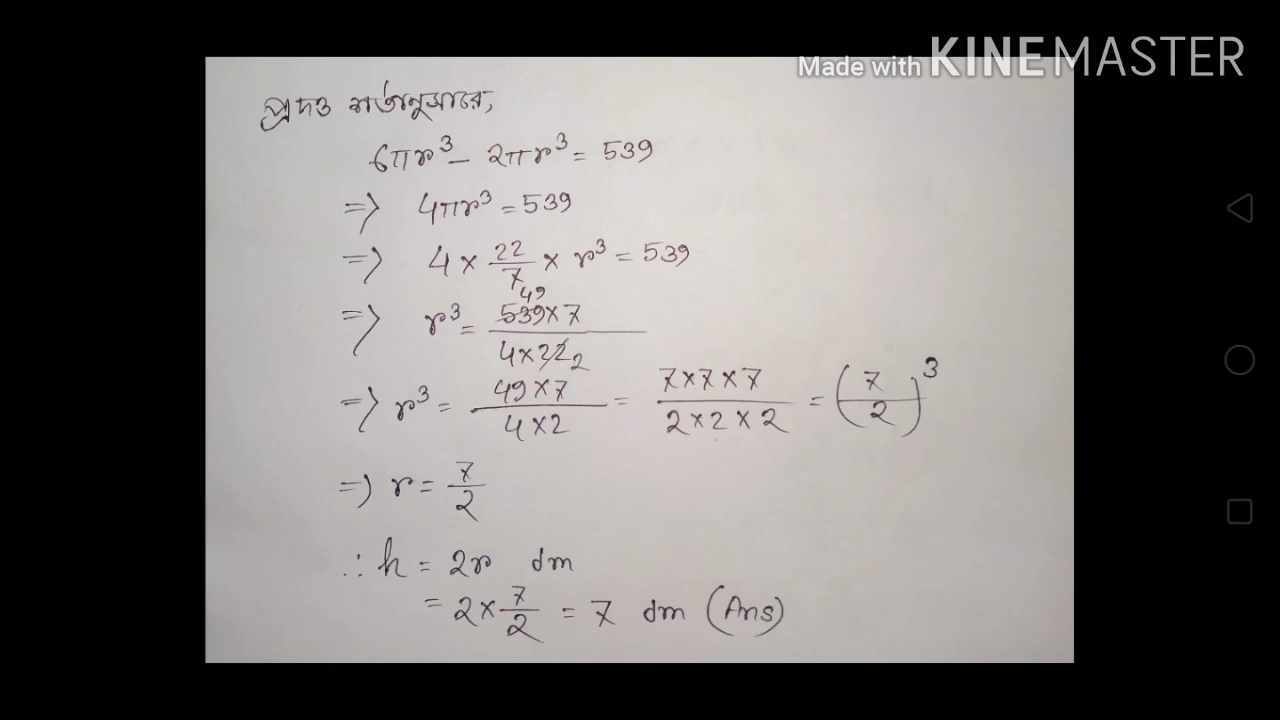 Made with KINEMASTER
প্রদত্ত শর্তানুসারে,
6πr³ - 2πr³ = 539
=> 4πr³ = 539
=> 4 × 22/7 × r³ = 539
=> r³ = 539×7 / 4×22 49 2
=> r³ = 49×7 / 4×2 = 7×7×7 / 2×2×2 = (7/2)³
=> r = 7/2
∴ h = 2r dm
= 2×7/2 = 7 dm (Ans)